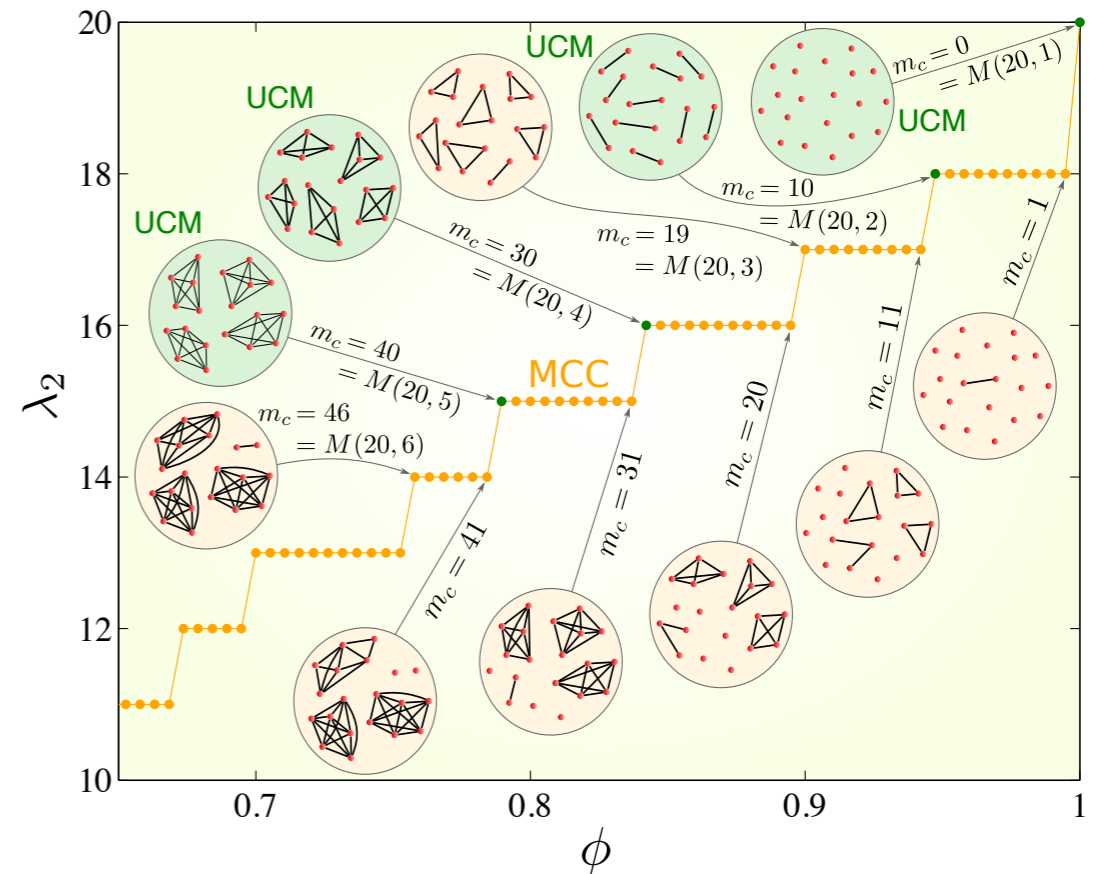 20
18
16
14
12
10
λ₂
0.7
0.8
0.9
1
ϕ
UCM
UCM
UCM
UCM
MCC
m_c = 0
= M(20, 1)
m_c = 10
= M(20, 2)
m_c = 19
= M(20, 3)
m_c = 30
= M(20, 4)
m_c = 40
= M(20, 5)
m_c = 46
= M(20, 6)
m_c = 41
m_c = 31
m_c = 20
m_c = 11
m_c = 1